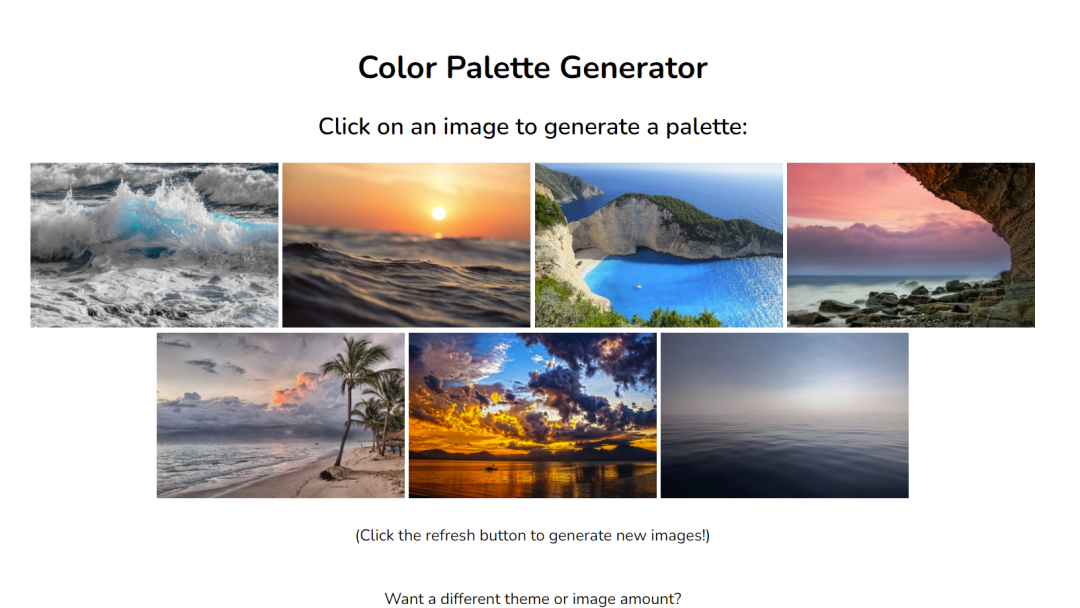 Color Palette Generator
Click on an image to generate a palette:
(Click the refresh button to generate new images!)
Want a different theme or image amount?